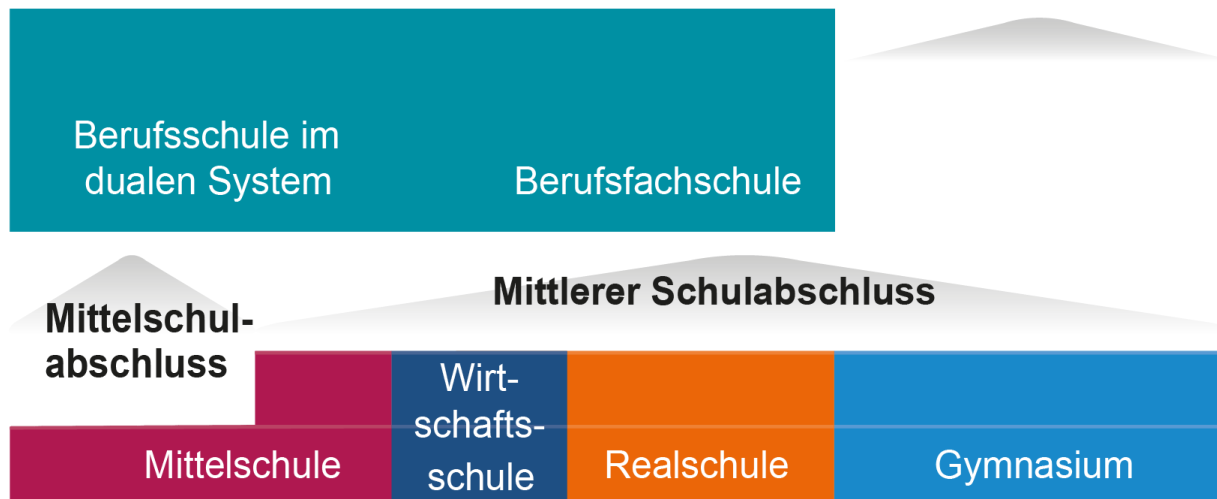 Berufsschule im
dualen System
Berufsfachschule
Mittelschul-
abschluss
Mittlerer Schulabschluss
Mittelschule
Wirt-
schafts-
schule
Realschule
Gymnasium